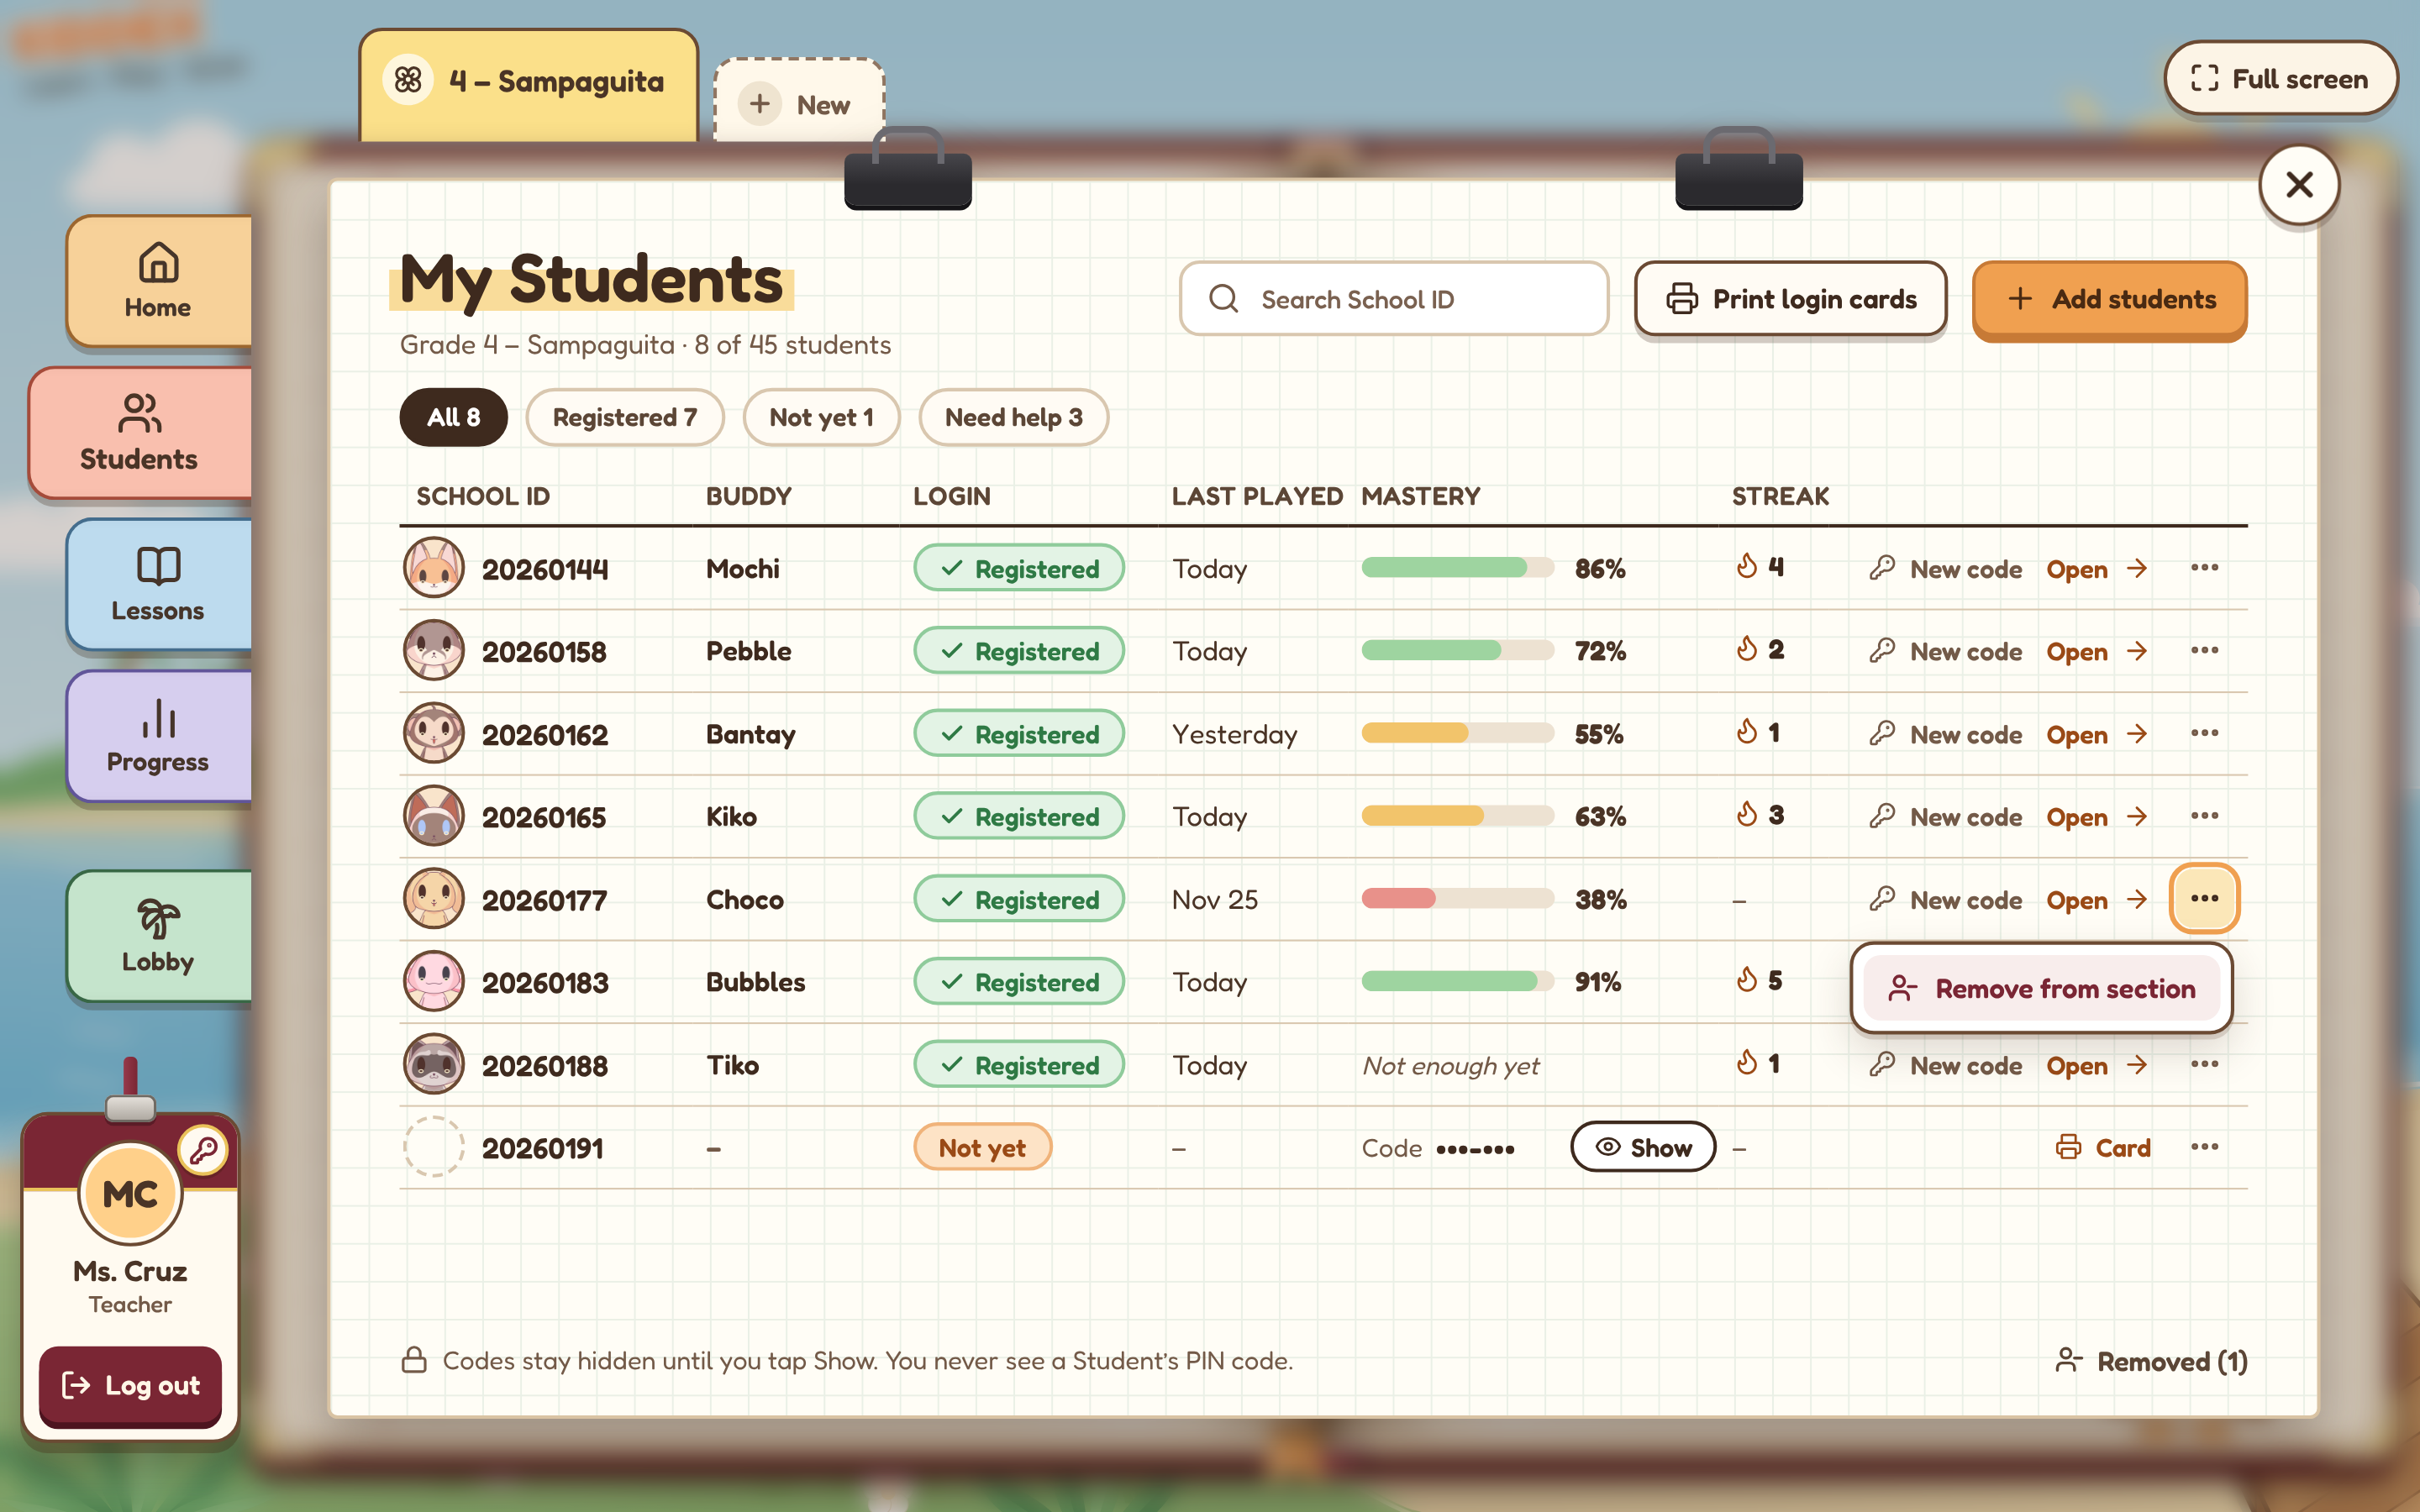 4 – Sampaguita
New
Full screen
Home
Students
Lessons
Progress
Lobby
MC
Ms. Cruz
Teacher
Log out
My Students
Grade 4 – Sampaguita · 8 of 45 students
Search School ID
Print login cards
Add students
All 8
Registered 7
Not yet 1
Need help 3
SCHOOL ID BUDDY LOGIN LAST PLAYED MASTERY STREAK
20260144 Mochi Registered Today 86% 4 New code Open
20260158 Pebble Registered Today 72% 2 New code Open
20260162 Bantay Registered Yesterday 55% 1 New code Open
20260165 Kiko Registered Today 63% 3 New code Open
20260177 Choco Registered Nov 25 38% – New code Open
20260183 Bubbles Registered Today 91% 5
Remove from section
20260188 Tiko Registered Today Not enough yet 1 New code Open
20260191 – Not yet – Code •••-••• Show – Card
Codes stay hidden until you tap Show. You never see a Student's PIN code.
Removed (1)